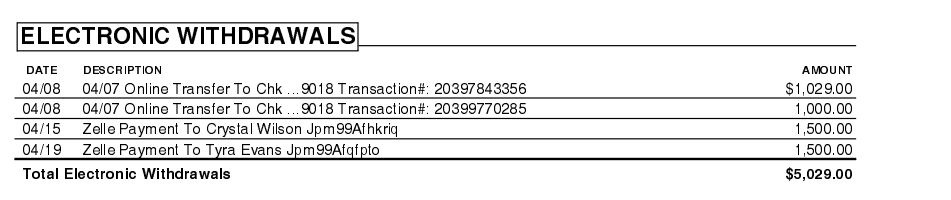 ELECTRONIC WITHDRAWALS
DATE DESCRIPTION AMOUNT
04/08 04/07 Online Transfer To Chk ...9018 Transaction#: 20397843356 $1,029.00
04/08 04/07 Online Transfer To Chk ...9018 Transaction#: 20399770285 1,000.00
04/15 Zelle Payment To Crystal Wilson Jpm99Afhkriq 1,500.00
04/19 Zelle Payment To Tyra Evans Jpm99Afqfpto 1,500.00
Total Electronic Withdrawals $5,029.00